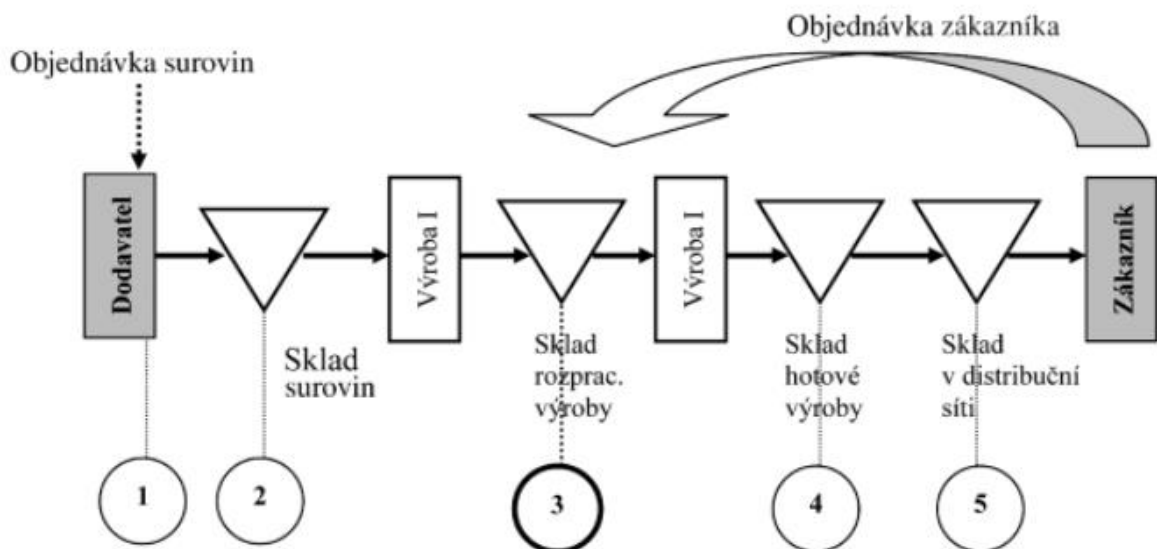 Objednávka zákazníka
Objednávka surovin
Dodavatel
Výroba I
Výroba I
Zákazník
Sklad
surovin
Sklad
rozprac.
výroby
Sklad
hotové
výroby
Sklad
v distribuční
síti
1
2
3
4
5